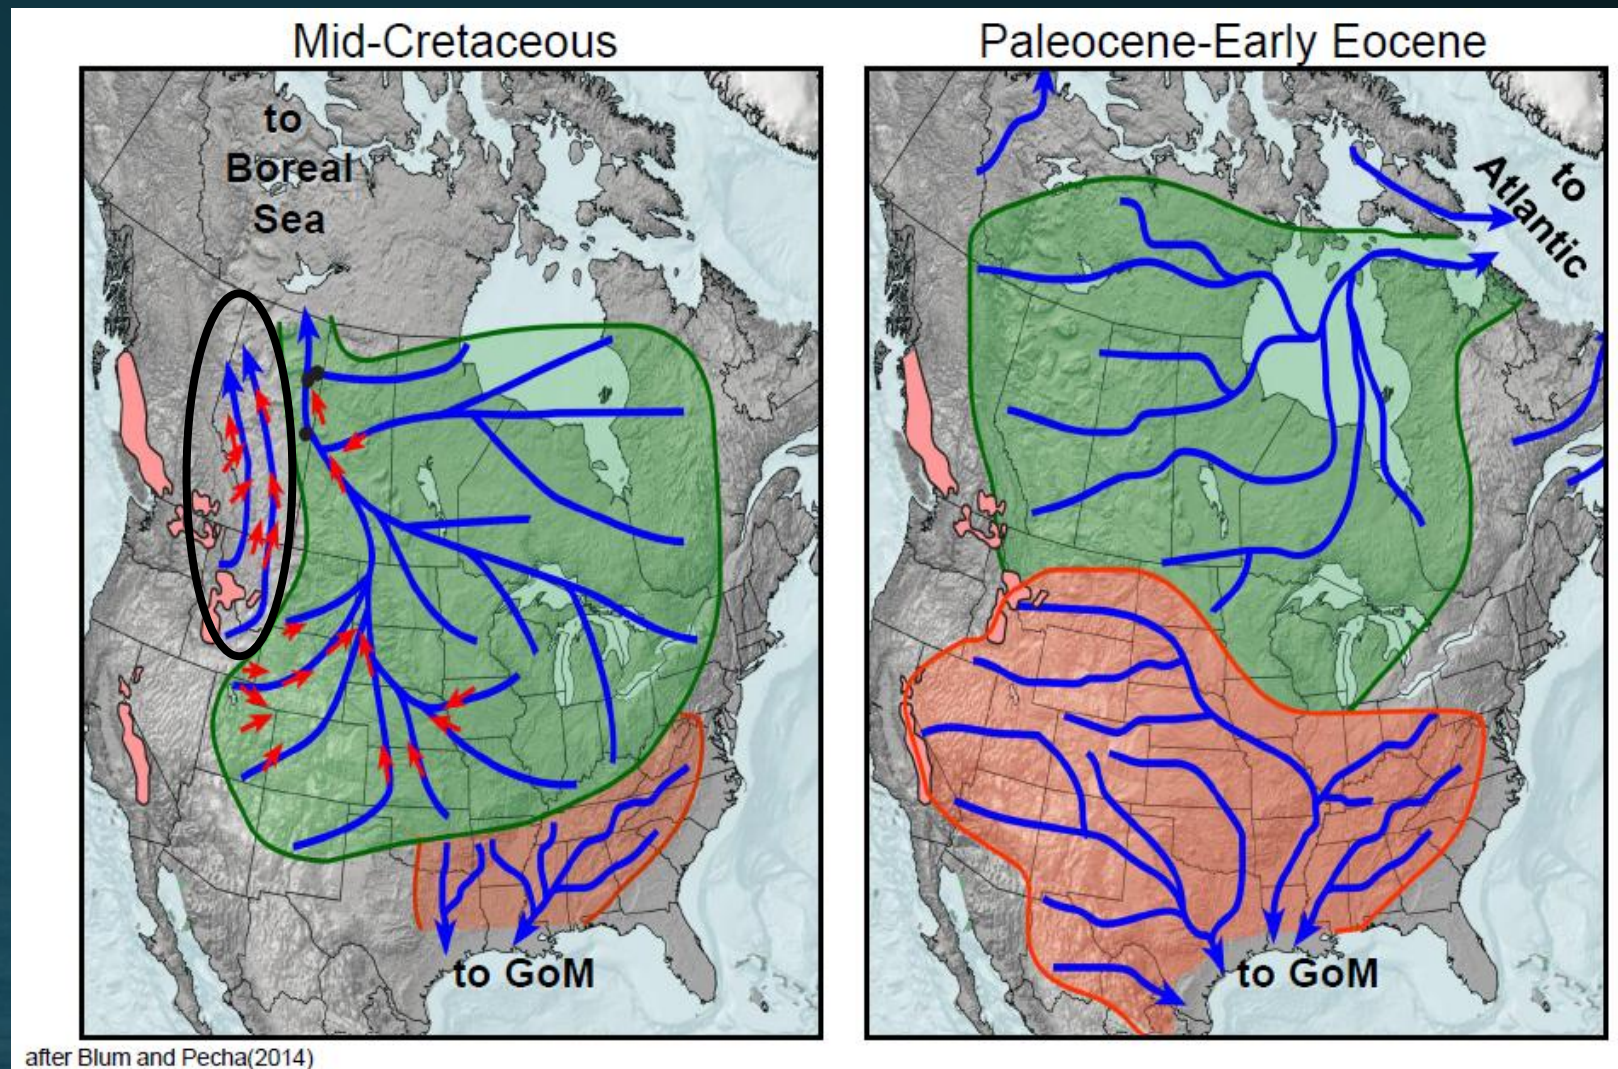 Mid-Cretaceous
to
Boreal
Sea
to GoM
Paleocene-Early Eocene
to
Atlantic
to GoM
after Blum and Pecha(2014)